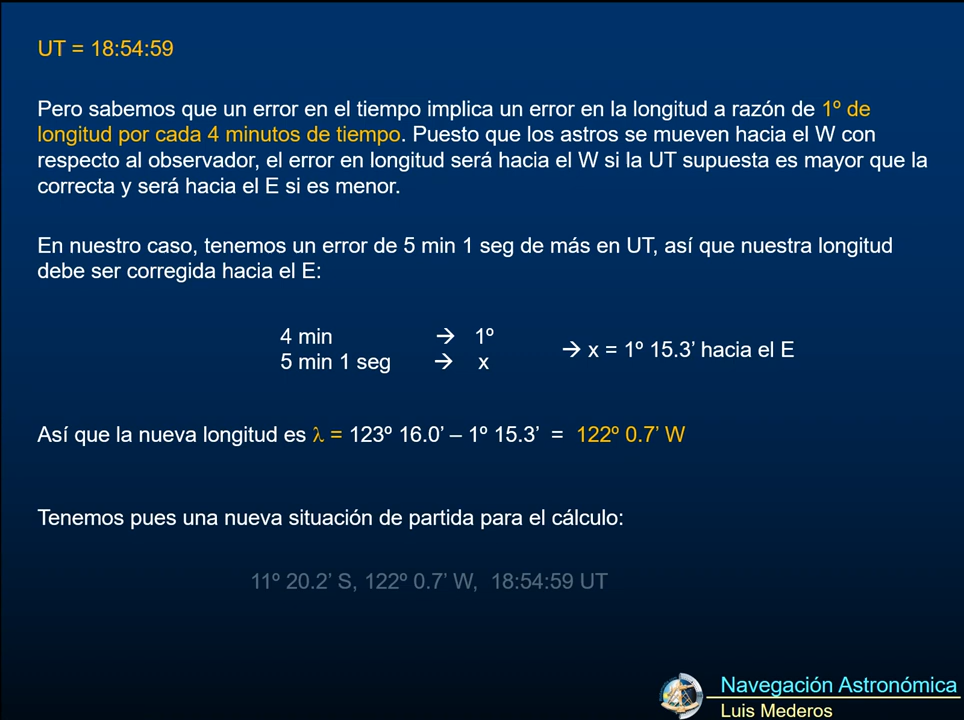 UT = 18:54:59
Pero sabemos que un error en el tiempo implica un error en la longitud a razón de 1º de
longitud por cada 4 minutos de tiempo. Puesto que los astros se mueven hacia el W con
respecto al observador, el error en longitud será hacia el W si la UT supuesta es mayor que la
correcta y será hacia el E si es menor.
En nuestro caso, tenemos un error de 5 min 1 seg de más en UT, así que nuestra longitud
debe ser corregida hacia el E:
4 min → 1º
5 min 1 seg → x
→ x = 1º 15.3’ hacia el E
Así que la nueva longitud es λ = 123º 16.0’ – 1º 15.3’ = 122º 0.7’ W
Tenemos pues una nueva situación de partida para el cálculo:
11º 20.2’ S, 122º 0.7’ W, 18:54:59 UT
Navegación Astronómica
Luis Mederos